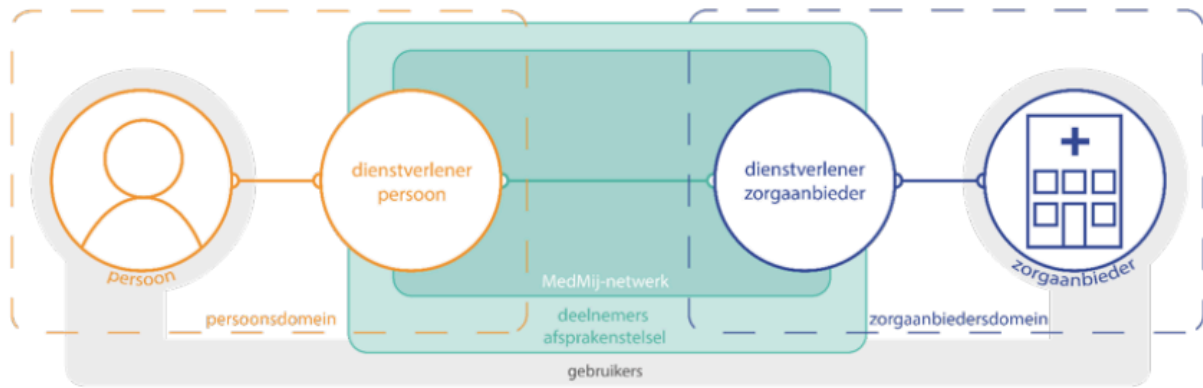 dienstverlener
persoon
dienstverlener
zorgaanbieder
persoon
zorgaanbieder
MedMij-netwerk
persoonsdomein
deelnemers
afsprakenstelsel
zorgaanbiedersdomein
gebruikers